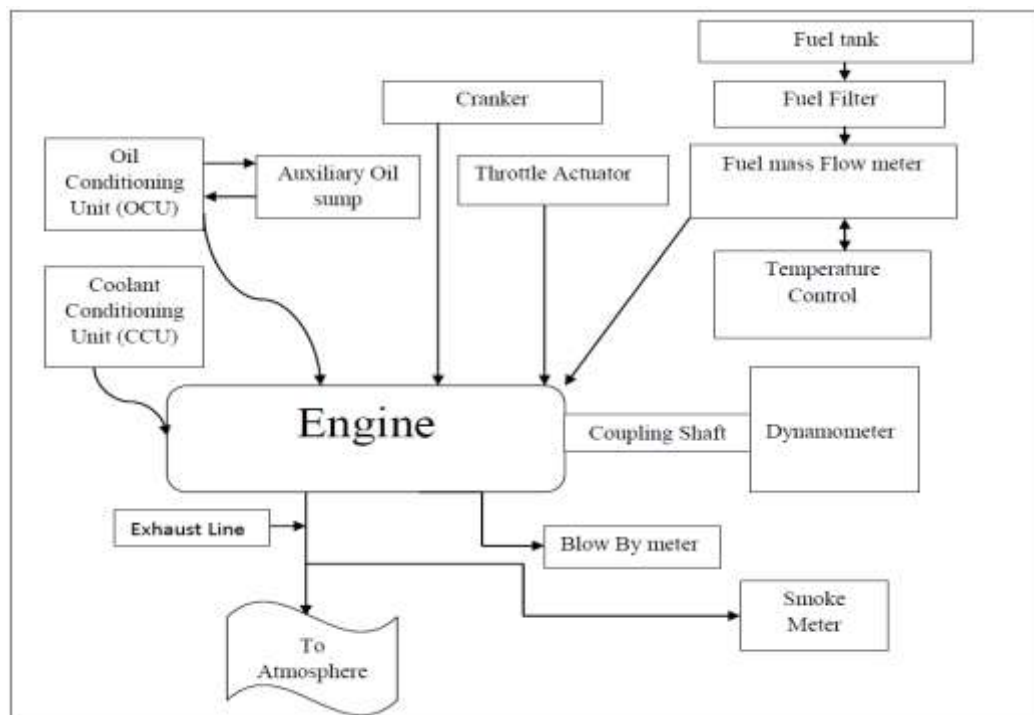 Fuel tank
Cranker
Fuel Filter
Oil
Conditioning
Unit (OCU)
Auxiliary Oil
sump
Throttle Actuator
Fuel mass Flow meter
Coolant
Conditioning
Unit (CCU)
Temperature
Control
Engine
Coupling Shaft
Dynamometer
Exhaust Line
Blow By meter
Smoke
Meter
To
Atmosphere